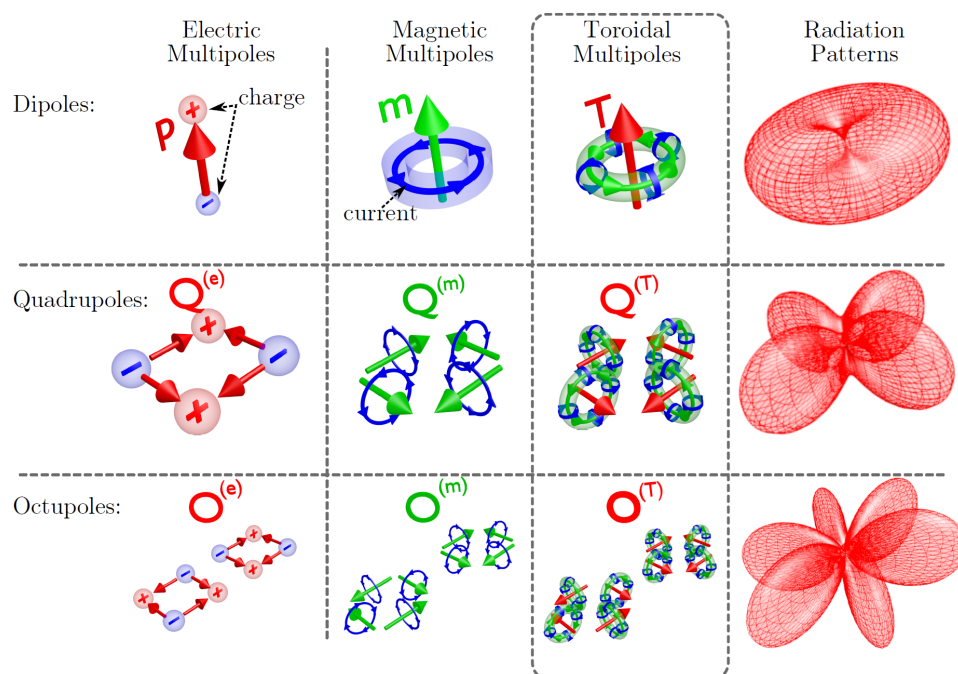 Electric
Multipoles
Magnetic
Multipoles
Toroidal
Multipoles
Radiation
Patterns
Dipoles:
+
charge
p
−
m
current
T
Quadrupoles:
Q(e)
+
−
−
+
Q(m)
Q(T)
Octupoles:
O(e)
+
−
−
+
−
+
+
−
O(m)
O(T)